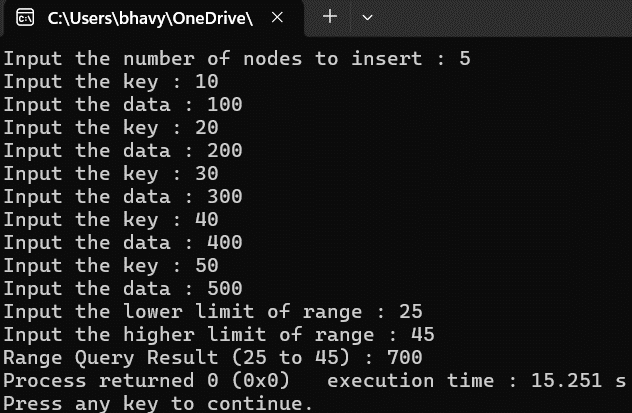 C:\Users\bhavy\OneDrive\
Input the number of nodes to insert : 5
Input the key : 10
Input the data : 100
Input the key : 20
Input the data : 200
Input the key : 30
Input the data : 300
Input the key : 40
Input the data : 400
Input the key : 50
Input the data : 500
Input the lower limit of range : 25
Input the higher limit of range : 45
Range Query Result (25 to 45) : 700
Process returned 0 (0x0)   execution time : 15.251 s
Press any key to continue.